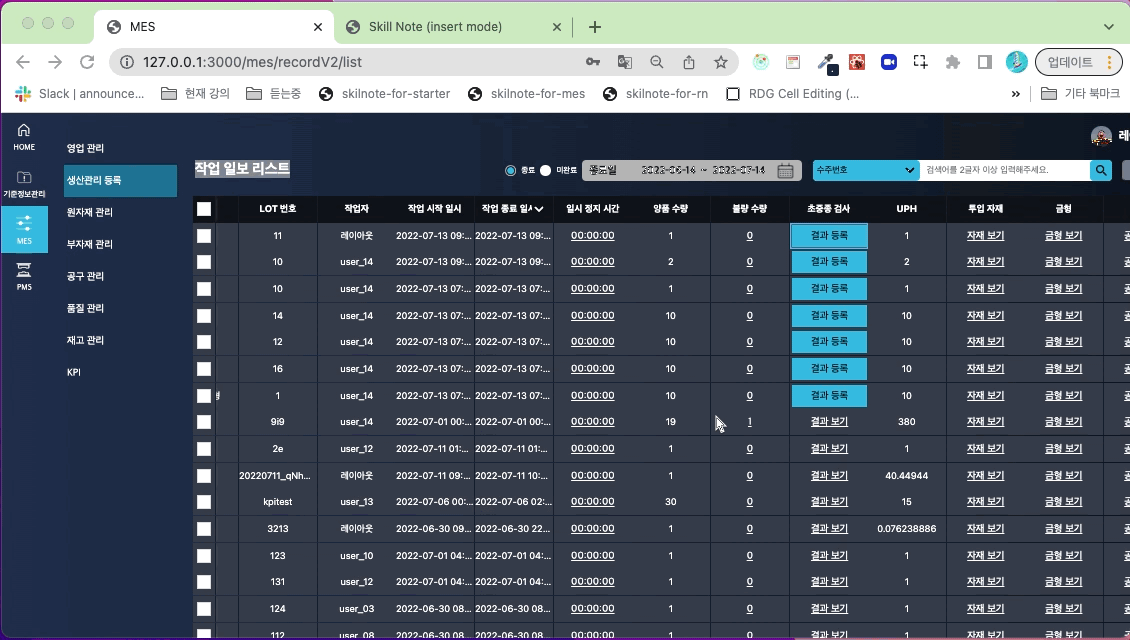 MES
Skill Note (insert mode)
127.0.0.1:3000/mes/recordV2/list
업데이트
Slack | announce...
현재 강의
듣는중
skilnote-for-starter
skilnote-for-mes
skilnote-for-rn
RDG Cell Editing (...
»
기타 북마크
HOME
기준정보관리
MES
PMS
영업 관리
생산관리 등록
원자재 관리
부자재 관리
공구 관리
품질 관리
재고 관리
KPI
레
작업 일보 리스트
종료 미완료 종료일 2022-06-14 ~ 2022-07-14 수주번호 검색어를 2글자 이상 입력해주세요.
LOT 번호 작업자 작업 시작 일시 작업 종료 일시 일시 정지 시간 양품 수량 불량 수량 초중종 검사 UPH 투입 자재 금형
11 레이아웃 2022-07-13 09:... 2022-07-13 09:... 00:00:00 1 0 결과 등록 1 자재 보기 금형 보기
10 user_14 2022-07-13 09:... 2022-07-13 09:... 00:00:00 2 0 결과 등록 2 자재 보기 금형 보기
10 user_14 2022-07-13 07:... 2022-07-13 07:... 00:00:00 1 0 결과 등록 1 자재 보기 금형 보기
14 user_14 2022-07-13 07:... 2022-07-13 07:... 00:00:00 10 0 결과 등록 10 자재 보기 금형 보기
12 user_14 2022-07-13 07:... 2022-07-13 07:... 00:00:00 10 0 결과 등록 10 자재 보기 금형 보기
16 user_14 2022-07-13 07:... 2022-07-13 07:... 00:00:00 10 0 결과 등록 10 자재 보기 금형 보기
1 user_14 2022-07-13 07:... 2022-07-13 07:... 00:00:00 10 0 결과 등록 10 자재 보기 금형 보기
9i9 user_14 2022-07-01 00:... 2022-07-01 00:... 00:00:00 19 1 결과 보기 380 자재 보기 금형 보기
2e user_12 2022-07-11 01:... 2022-07-11 01:... 00:00:00 1 0 결과 보기 1 자재 보기 금형 보기
20220711_qNh... 레이아웃 2022-07-11 09:... 2022-07-11 10:... 00:00:00 1 0 결과 보기 40.44944 자재 보기 금형 보기
kpitest user_13 2022-07-06 00:... 2022-07-06 02:... 00:00:00 30 0 결과 보기 15 자재 보기 금형 보기
3213 레이아웃 2022-06-30 09... 2022-06-30 22... 00:00:00 1 0 결과 보기 0.076238886 자재 보기 금형 보기
123 user_10 2022-07-01 04:... 2022-07-01 04:... 00:00:00 1 0 결과 보기 1 자재 보기 금형 보기
131 user_12 2022-07-01 04:... 2022-07-01 04:... 00:00:00 1 0 결과 보기 1 자재 보기 금형 보기
124 user_03 2022-06-30 08... 2022-06-30 08... 00:00:00 1 0 결과 보기 1 자재 보기 금형 보기
112 user_08 2022-06-30 08... 2022-06-30 08... 00:00:00 1 0 결과 보기 1 자재 보기 금형 보기